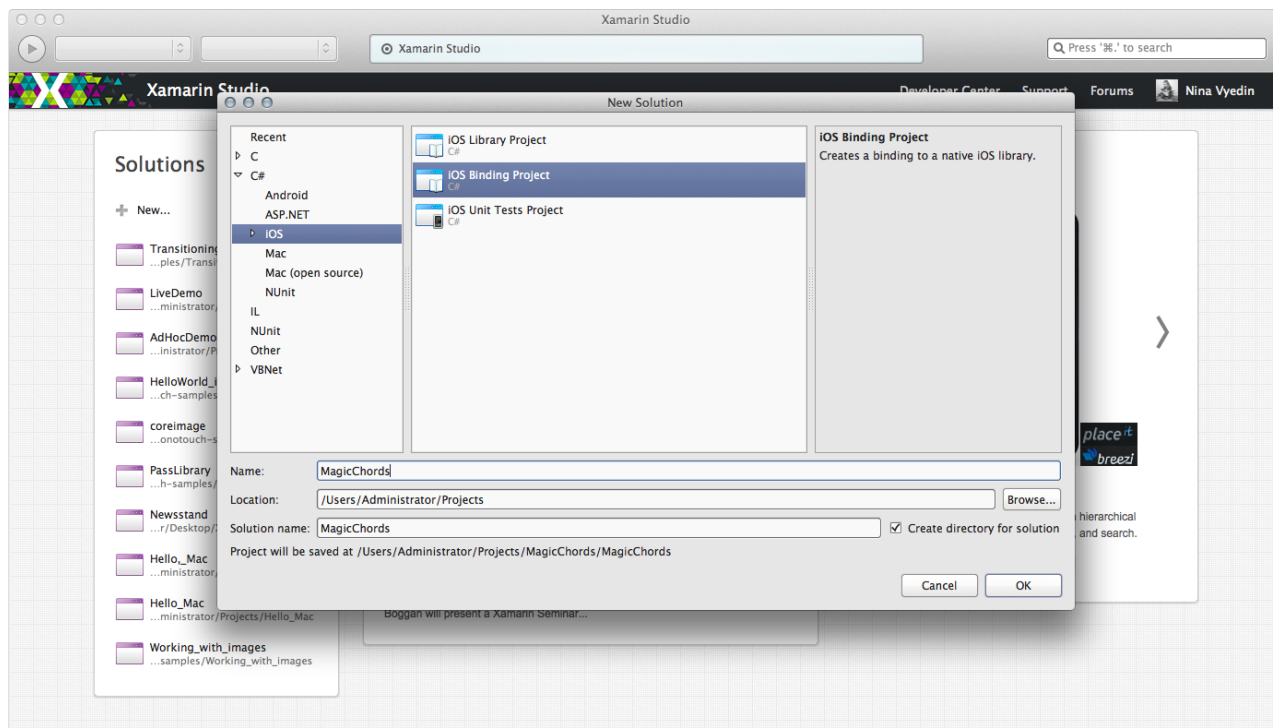 Xamarin Studio
Xamarin Studio
Press '⌘.' to search
Xamarin Studio
Developer Center Support Forums Nina Vyedin
New Solution
Solutions
New...
Transitioning
...ples/Transi
LiveDemo
...ministrator/
AdHocDemo
...inistrator/P
HelloWorld_i
...ch-samples
coreimage
...onotouch-s
PassLibrary
...h-samples/
Newsstand
...r/Desktop/
Hello,_Mac
...ministrator/
Hello_Mac
...ministrator/Projects/Hello_Mac
Working_with_images
...samples/Working_with_images
Recent
C
C#
Android
ASP.NET
iOS
Mac
Mac (open source)
NUnit
IL
NUnit
Other
VBNet
iOS Library Project
C#
iOS Binding Project
C#
iOS Unit Tests Project
C#
iOS Binding Project
Creates a binding to a native iOS library.
Name: MagicChords
Location: /Users/Administrator/Projects Browse...
Solution name: MagicChords Create directory for solution
Project will be saved at /Users/Administrator/Projects/MagicChords/MagicChords
Cancel OK
place it
breezi
hierarchical
and search.
Boggan will present a Xamarin Seminar...